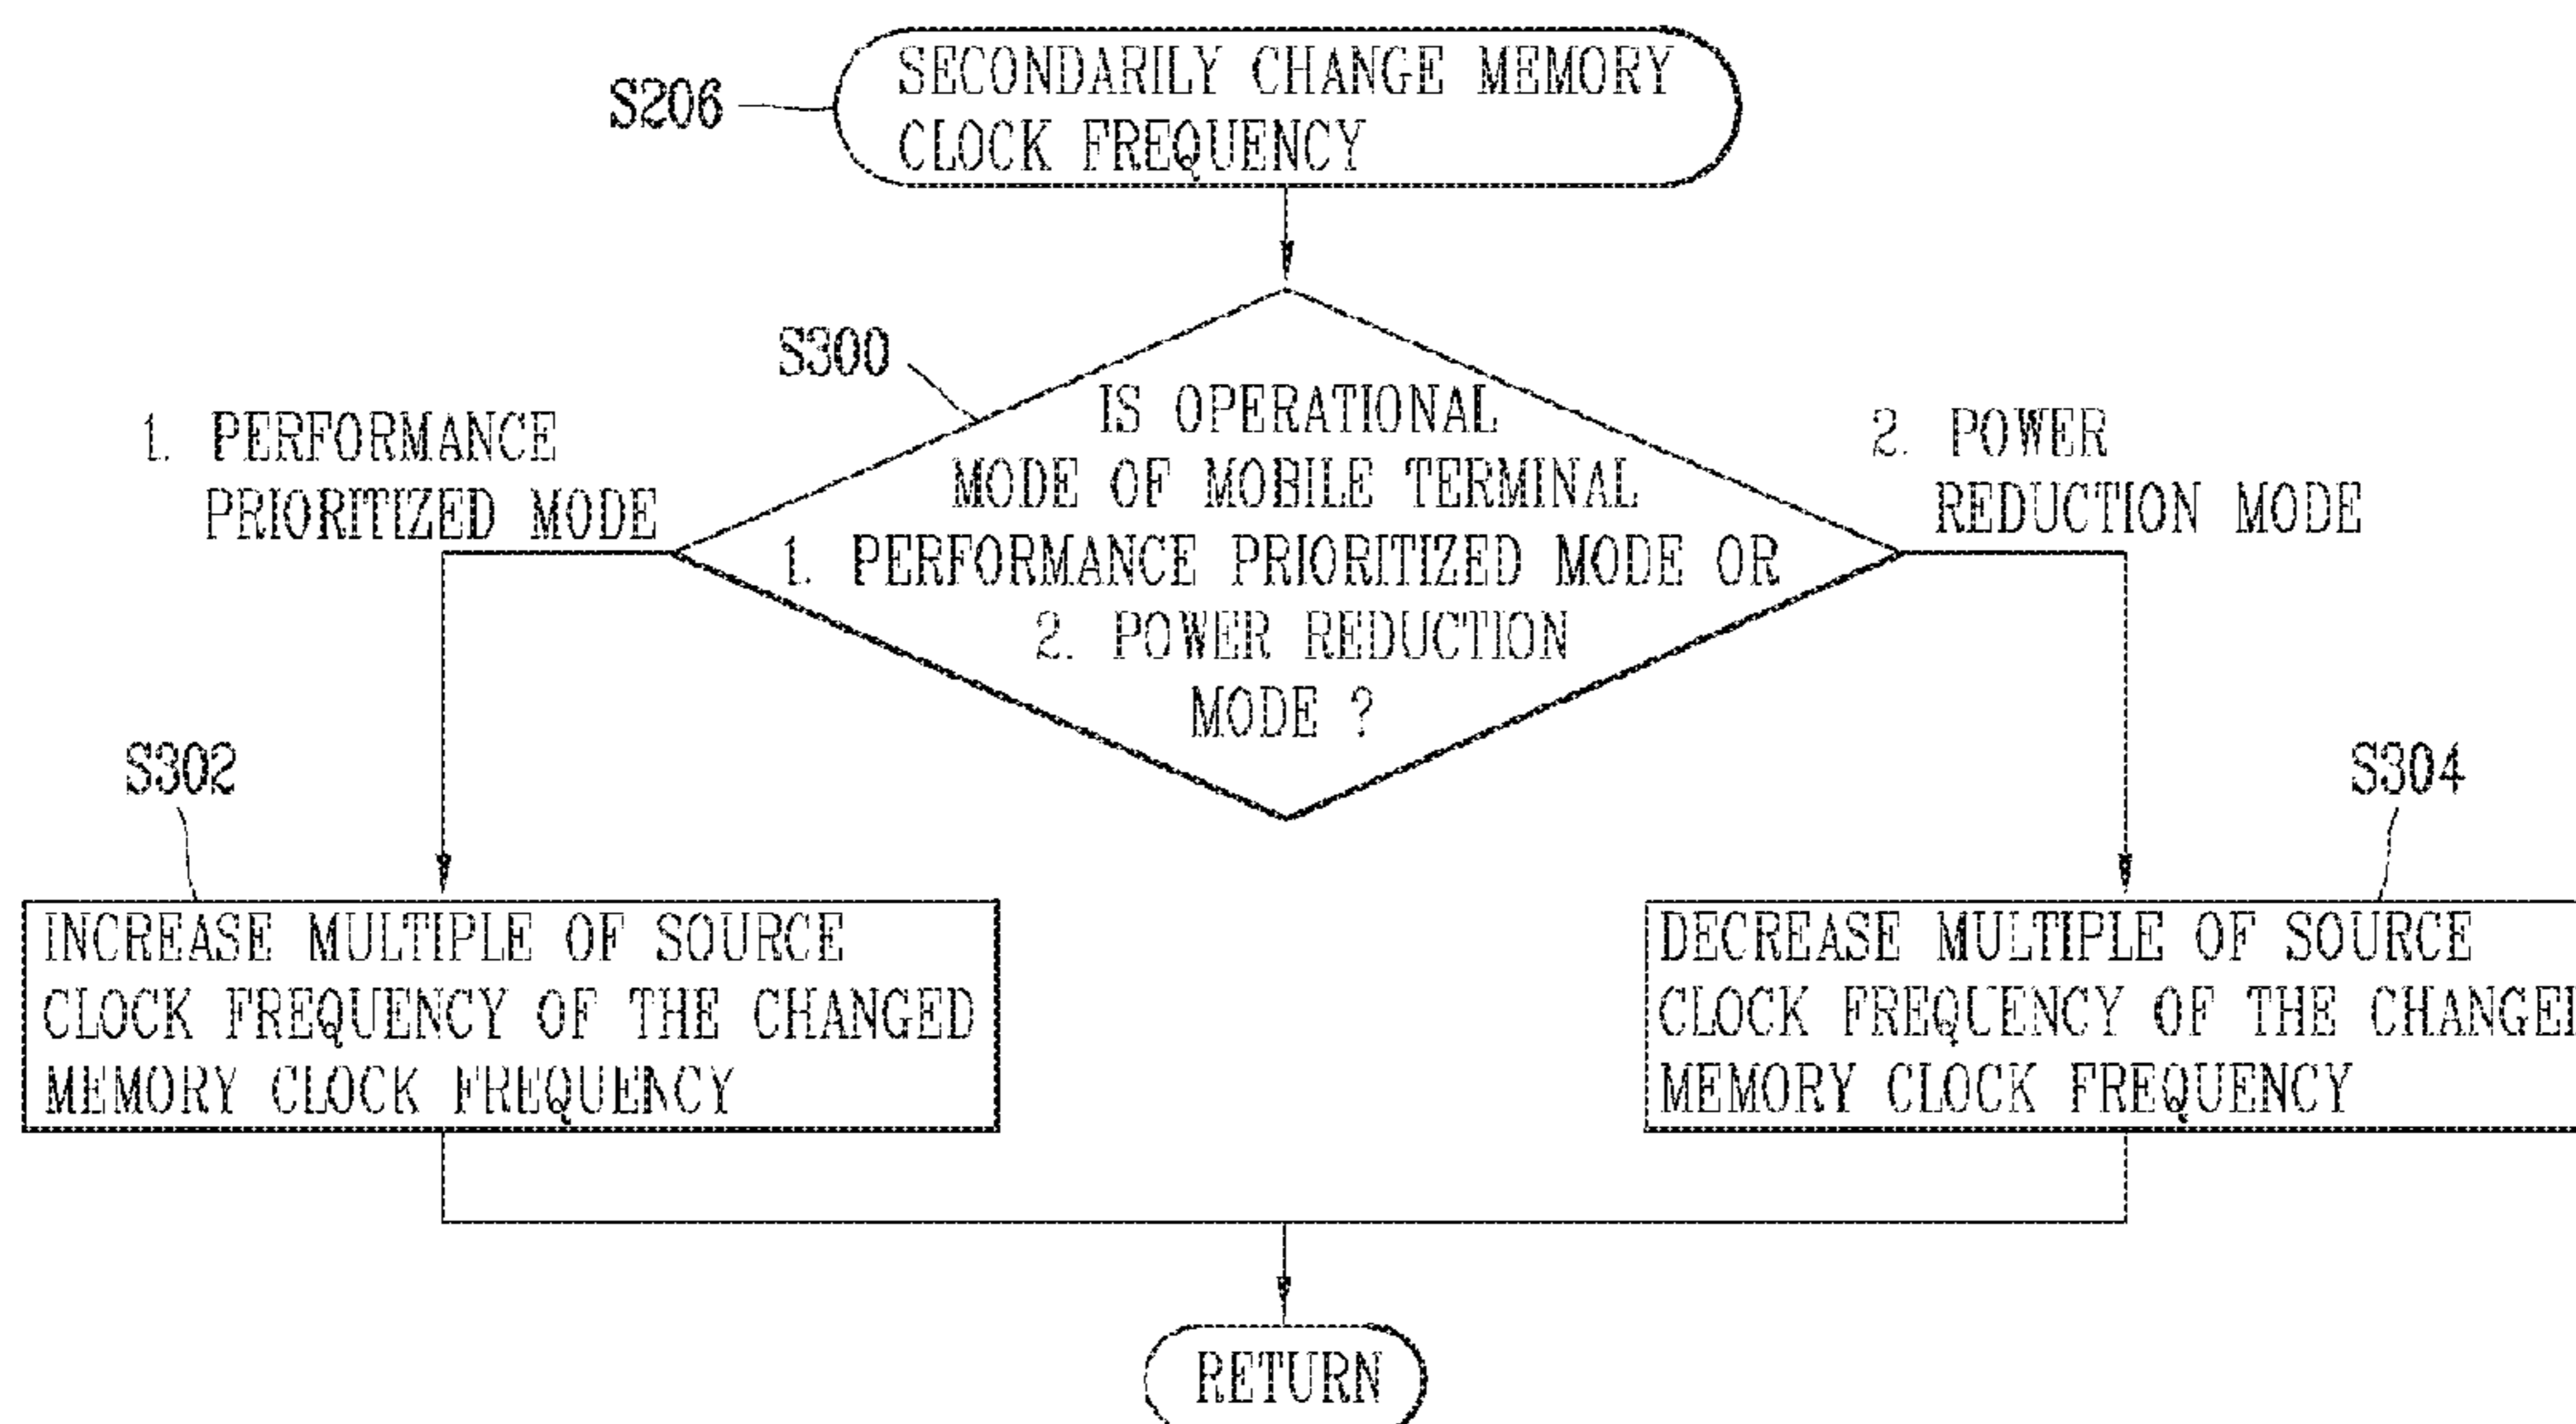 SECONDARILY CHANGE MEMORY
CLOCK FREQUENCY
S206
S300
IS OPERATIONAL
MODE OF MOBILE TERMINAL
1. PERFORMANCE PRIORITIZED MODE OR
2. POWER REDUCTION
MODE ?
1. PERFORMANCE
PRIORITIZED MODE
2. POWER
REDUCTION MODE
S302
INCREASE MULTIPLE OF SOURCE
CLOCK FREQUENCY OF THE CHANGED
MEMORY CLOCK FREQUENCY
S304
DECREASE MULTIPLE OF SOURCE
CLOCK FREQUENCY OF THE CHANGE
MEMORY CLOCK FREQUENCY
RETURN